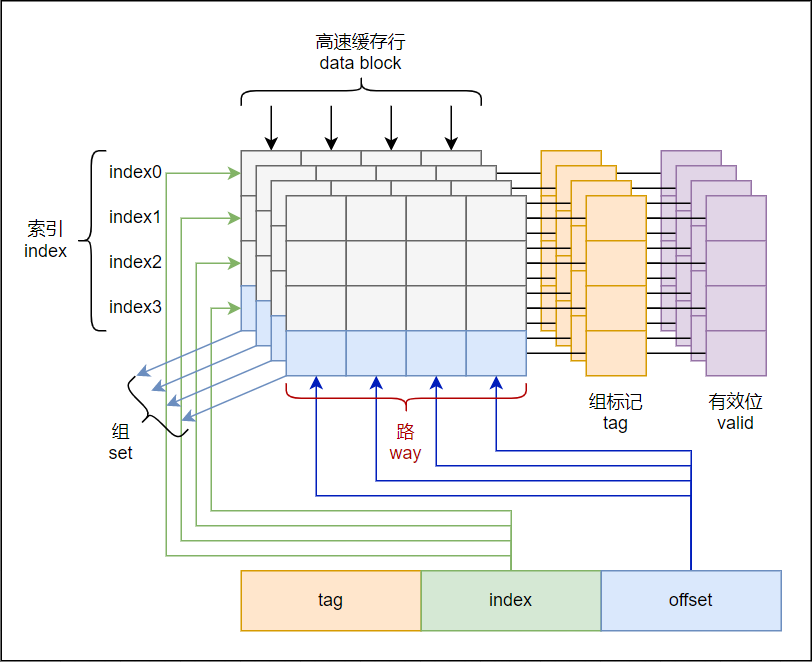 高速缓存行
data block
索引
index
index0
index1
index2
index3
组
set
路
way
组标记
tag
有效位
valid
tag
index
offset